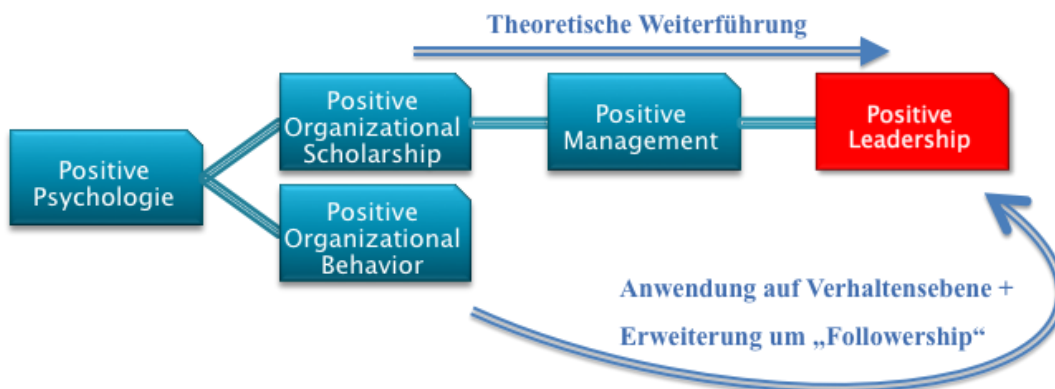 Theoretische Weiterführung
Positive
Psychologie
Positive
Organizational
Scholarship
Positive
Organizational
Behavior
Positive
Management
Positive
Leadership
Anwendung auf Verhaltensebene +
Erweiterung um „Followership“